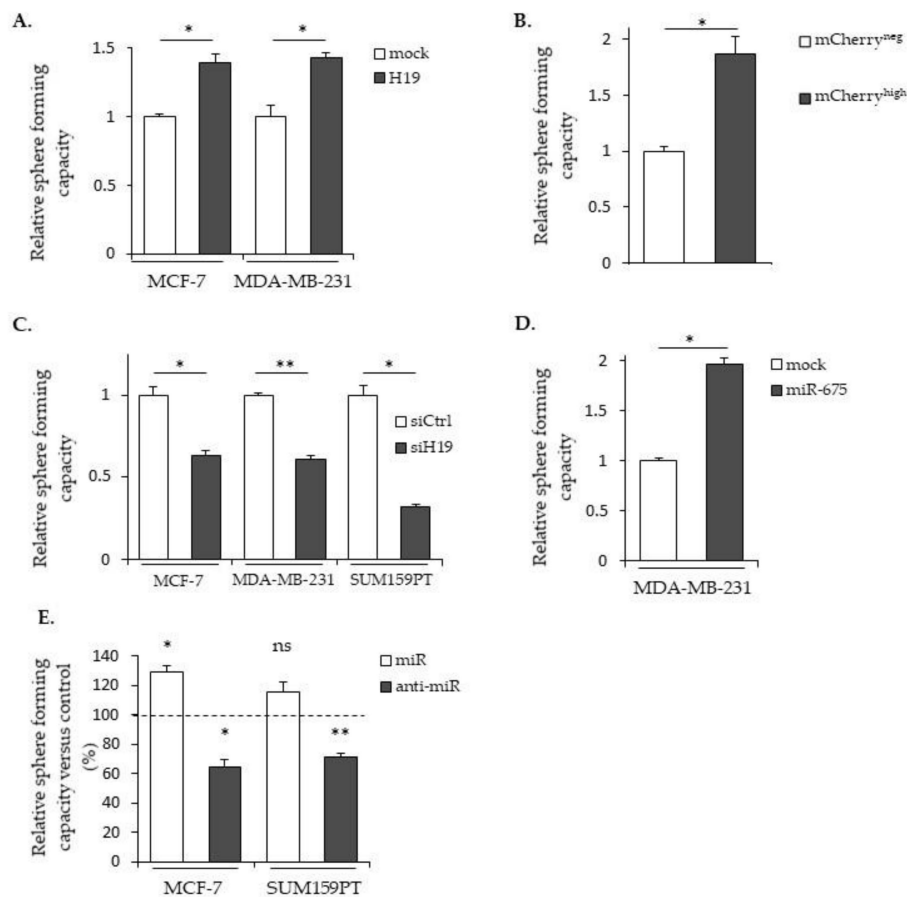 A.
Relative sphere forming
capacity
1.5
1
0.5
0
*
*
mock
H19
MCF-7
MDA-MB-231
B.
Relative sphere forming
capacity
2
1.5
1
0.5
0
*
mCherryneg
mCherryhigh
C.
Relative sphere forming
capacity
1
0.5
0
*
**
*
siCtrl
siH19
MCF-7
MDA-MB-231
SUM159PT
D.
Relative sphere forming
capacity
2
1.5
1
0.5
0
*
mock
miR-675
MDA-MB-231
E.
Relative sphere forming
capacity versus control
(%)
140
120
100
80
60
40
20
0
*
*
ns
**
miR
anti-miR
MCF-7
SUM159PT